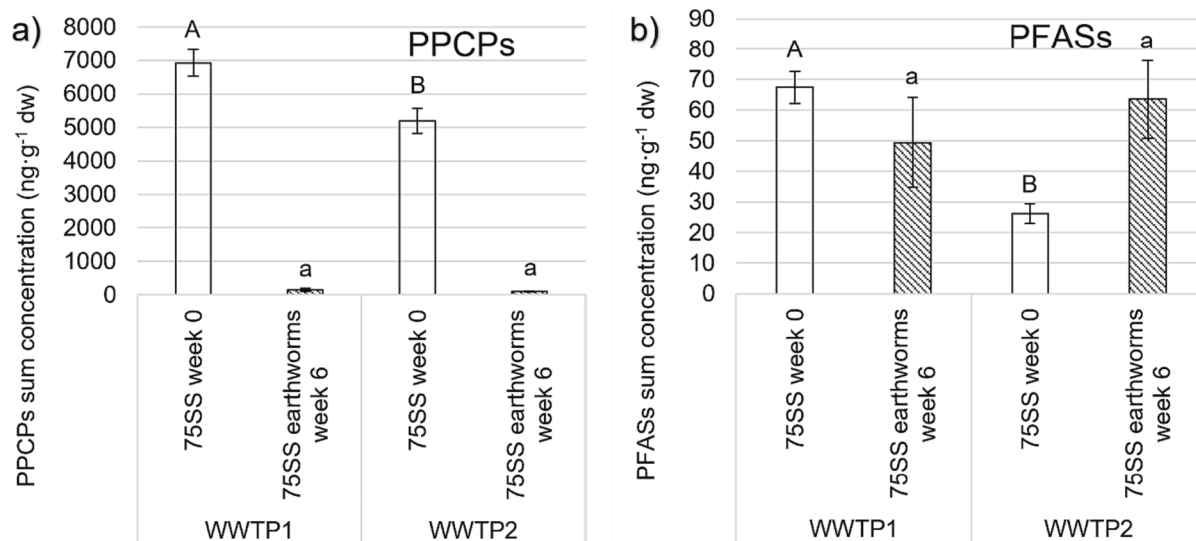 a)
PPCPs
PPCPs sum concentration (ng·g⁻¹ dw)
8000
7000
6000
5000
4000
3000
2000
1000
0
A
a
B
a
75SS week 0
75SS earthworms
week 6
75SS week 0
75SS earthworms
week 6
WWTP1
WWTP2
b)
PFASs
PFASs sum concentration (ng·g⁻¹ dw)
90
80
70
60
50
40
30
20
10
0
A
a
B
a
75SS week 0
75SS earthworms
week 6
75SS week 0
75SS earthworms
week 6
WWTP1
WWTP2